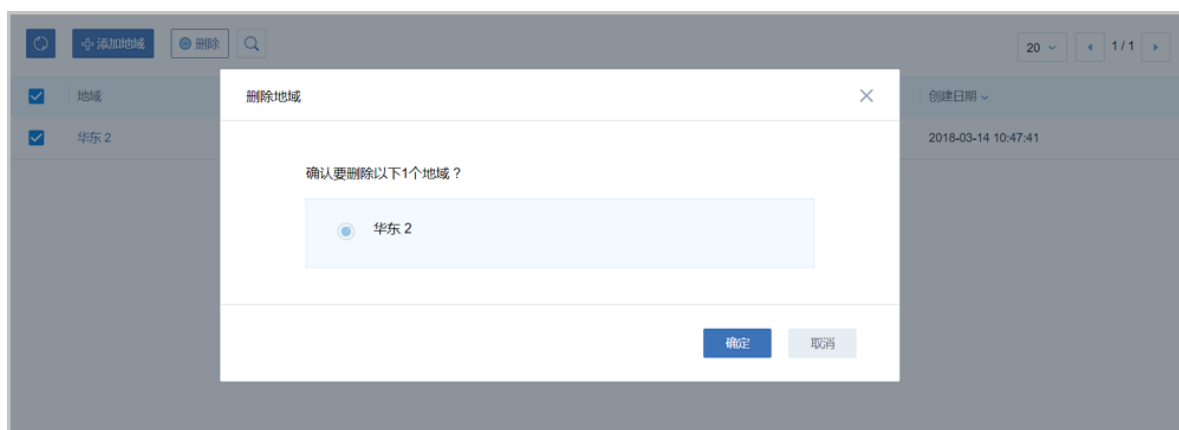 添加地域 删除 20 1 / 1
地域 创建日期
华东 2 2018-03-14 10:47:41
删除地域
确认要删除以下1个地域？
华东 2
确定 取消